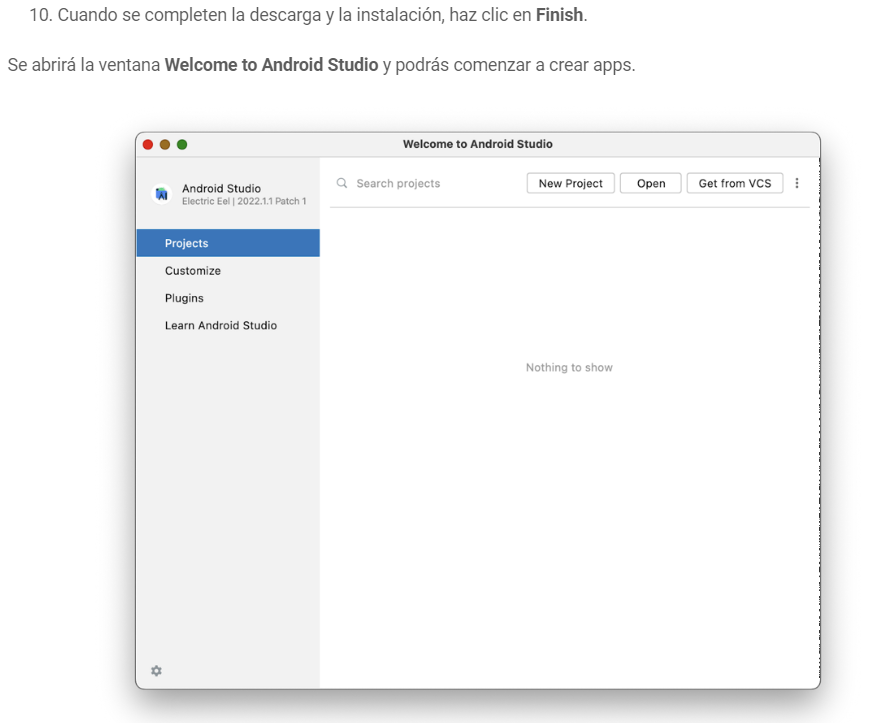 10. Cuando se completen la descarga y la instalación, haz clic en Finish.
Se abrirá la ventana Welcome to Android Studio y podrás comenzar a crear apps.
Welcome to Android Studio
Android Studio
Electric Eel | 2022.1.1 Patch 1
Search projects
New Project
Open
Get from VCS
Projects
Customize
Plugins
Learn Android Studio
Nothing to show